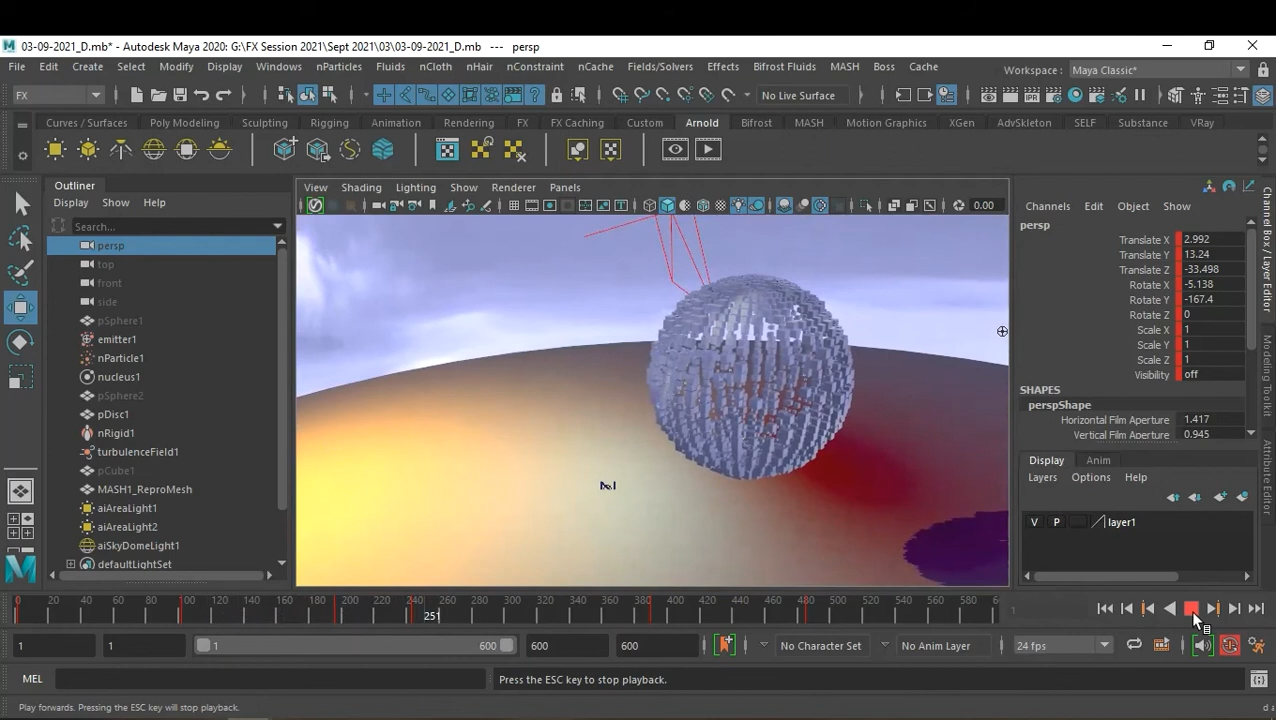 03-09-2021_D.mb* - Autodesk Maya 2020: G:\FX Session 2021\Sept 2021\03\03-09-2021_D.mb --- persp
File Edit Create Select Modify Display Windows nParticles Fluids nCloth nHair nConstraint nCache Fields/Solvers Effects Bifrost Fluids MASH Boss Cache
Workspace : Maya Classic*
FX
No Live Surface
Curves / Surfaces Poly Modeling Sculpting Rigging Animation Rendering FX FX Caching Custom Arnold Bifrost MASH Motion Graphics XGen AdvSkeleton SELF Substance VRay
Outliner
Display Show Help
Search...
persp
top
front
side
pSphere1
emitter1
nParticle1
nucleus1
pSphere2
pDisc1
nRigid1
turbulenceField1
pCube1
MASH1_ReproMesh
aiAreaLight1
aiAreaLight2
aiSkyDomeLight1
defaultLightSet
View Shading Lighting Show Renderer Panels
0.00
Channels Edit Object Show
persp
Translate X 2.992
Translate Y 13.24
Translate Z -33.498
Rotate X -5.138
Rotate Y -167.4
Rotate Z 0
Scale X 1
Scale Y 1
Scale Z 1
Visibility off
SHAPES
perspShape
Horizontal Film Aperture 1.417
Vertical Film Aperture 0.945
Display Anim
Layers Options Help
V P layer1
Channel Box / Layer Editor
Modeling Toolkit
Attribute Editor
20 40 60 80 100 120 140 160 180 200 220 240 260 280 300 320 340 360 380 400 420 440 460 480 500 520 540 560 580
251
1
1 1 1 600 600 600
No Character Set
No Anim Layer
24 fps
MEL
Press the ESC key to stop playback.
Play forwards. Pressing the ESC key will stop playback.